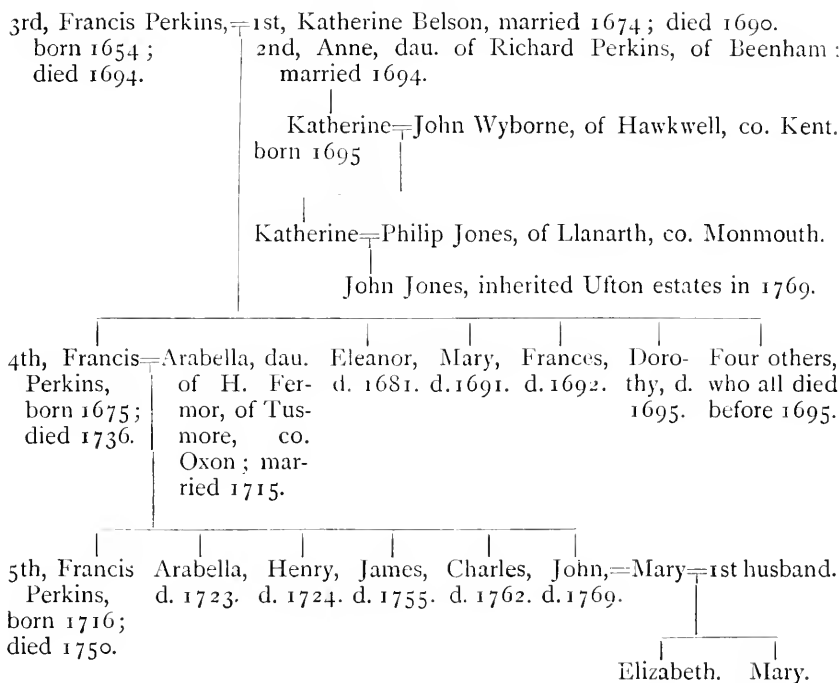 3rd, Francis Perkins,=1st, Katherine Belson, married 1674; died 1690.
born 1654; 2nd, Anne, dau. of Richard Perkins, of Beenham:
died 1694. married 1694.
Katherine=John Wyborne, of Hawkwell, co. Kent.
born 1695
Katherine=Philip Jones, of Llanarth, co. Monmouth.
John Jones, inherited Ufton estates in 1769.
4th, Francis=Arabella, dau. Eleanor, Mary, Frances, Doro- Four others,
Perkins, of H. Fer- d. 1681. d. 1691. d. 1692. thy, d. who all died
born 1675; mor, of Tus- 1695. before 1695.
died 1736. more, co.
Oxon; mar-
ried 1715.
5th, Francis Arabella, Henry, James, Charles, John,=Mary=1st husband.
Perkins, d. 1723. d. 1724. d. 1755. d. 1762. d. 1769.
born 1716;
died 1750.
Elizabeth. Mary.